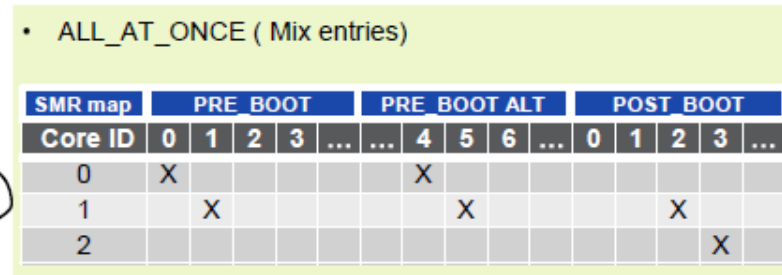 • ALL_AT_ONCE ( Mix entries)
SMR map PRE_BOOT PRE_BOOT ALT POST_BOOT
Core ID 0 1 2 3 ... ... 4 5 6 ... 0 1 2 3 ...
0 X X
1 X X X
2 X